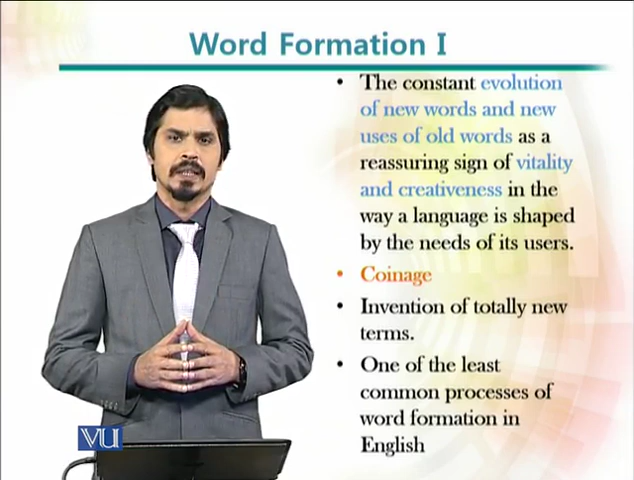 Word Formation I
• The constant evolution
of new words and new
uses of old words as a
reassuring sign of vitality
and creativeness in the
way a language is shaped
by the needs of its users.
• Coinage
• Invention of totally new
terms.
• One of the least
common processes of
word formation in
English
VU